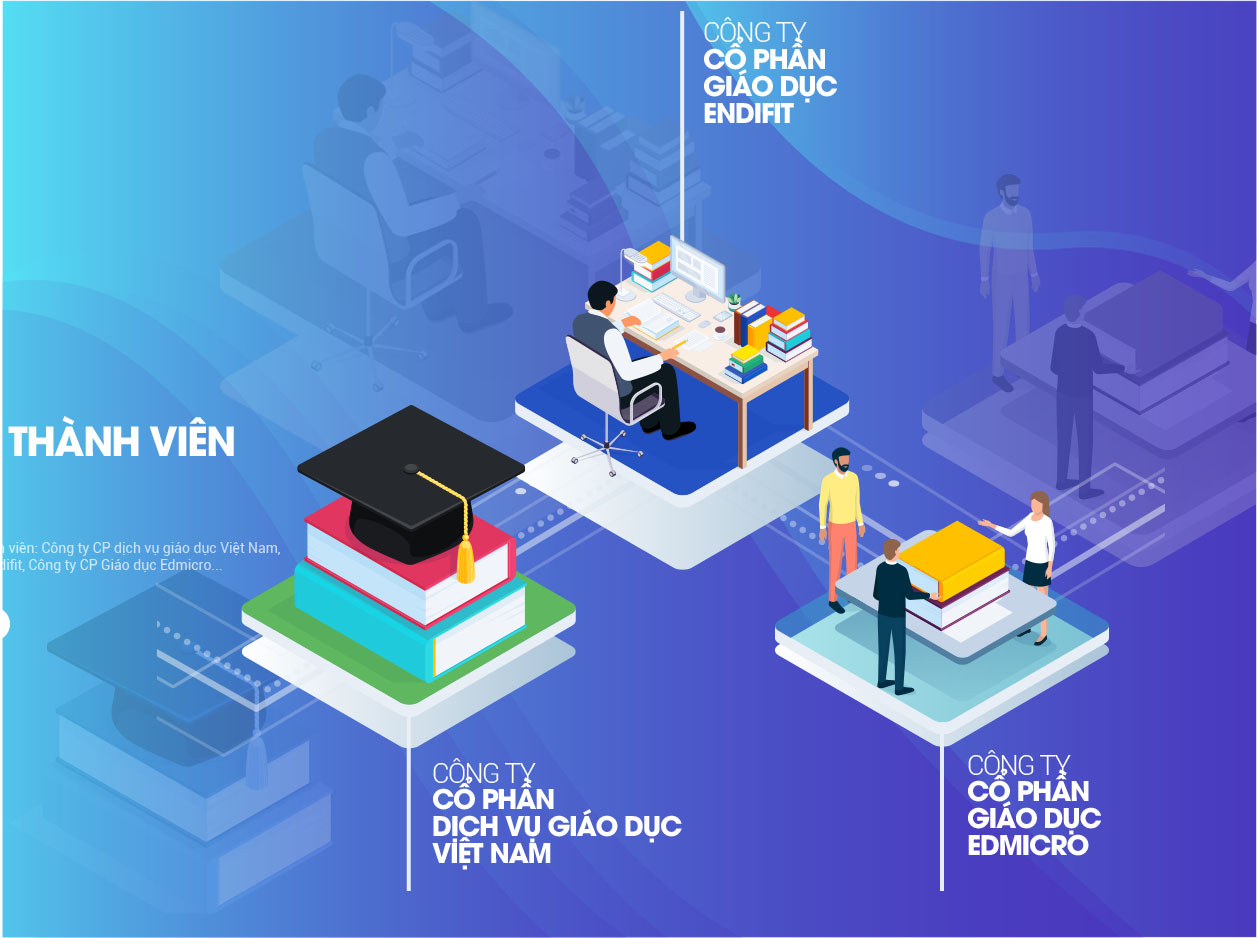 CÔNG TY
CỔ PHẦN
GIÁO DỤC
ENDIFIT
THÀNH VIÊN
viên: Công ty CP dịch vụ giáo dục Việt Nam,
difit, Công ty CP Giáo dục Edmicro...
CÔNG TY
CỔ PHẦN
DỊCH VỤ GIÁO DỤC
VIỆT NAM
CÔNG TY
CỔ PHẦN
GIÁO DỤC
EDMICRO